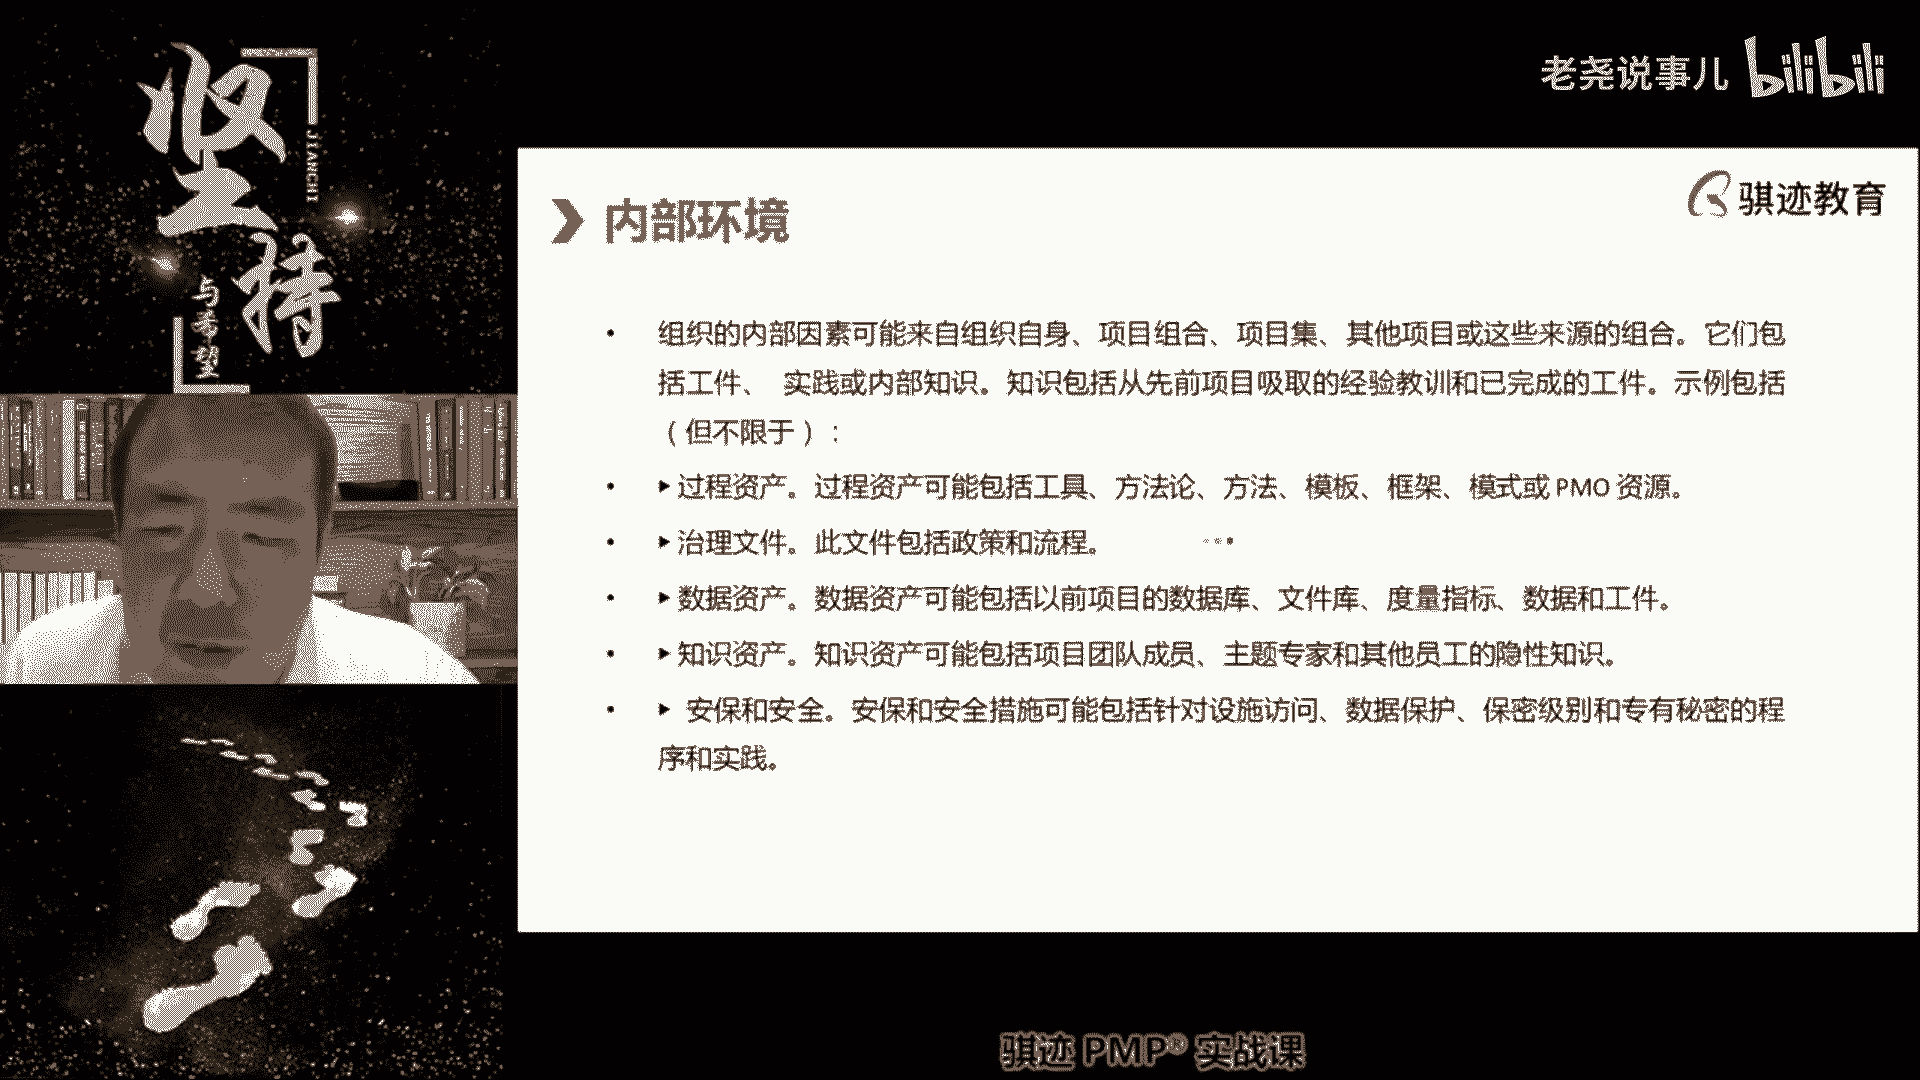 坚持
JIANCHI
与希望
老尧说事儿 bilibili
骐迹教育
内部环境
• 组织的内部因素可能来自组织自身、项目组合、项目集、其他项目或这些来源的组合。它们包
括工件、 实践或内部知识。知识包括从先前项目吸取的经验教训和已完成的工件。示例包括
（但不限于）:
• ▶过程资产。过程资产可能包括工具、方法论、方法、模板、框架、模式或 PMO 资源。
• ▶治理文件。此文件包括政策和流程。
• ▶数据资产。数据资产可能包括以前项目的数据库、文件库、度量指标、数据和工件。
• ▶知识资产。知识资产可能包括项目团队成员、主题专家和其他员工的隐性知识。
• ▶ 安保和安全。安保和安全措施可能包括针对设施访问、数据保护、保密级别和专有秘密的程
序和实践。
骐迹 PMP® 实战课